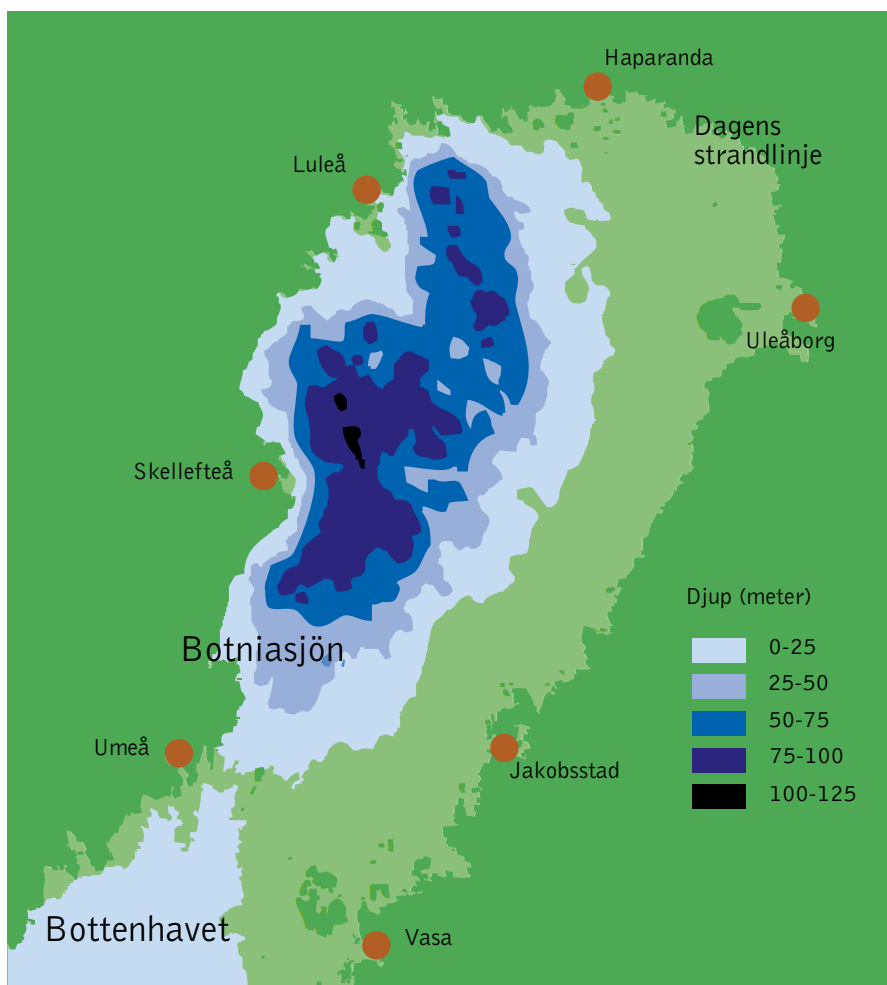 Haparanda
Dagens
strandlinje
Luleå
Uleåborg
Skellefteå
Djup (meter)
0-25
25-50
50-75
75-100
100-125
Botniasjön
Umeå
Jakobsstad
Bottenhavet
Vasa